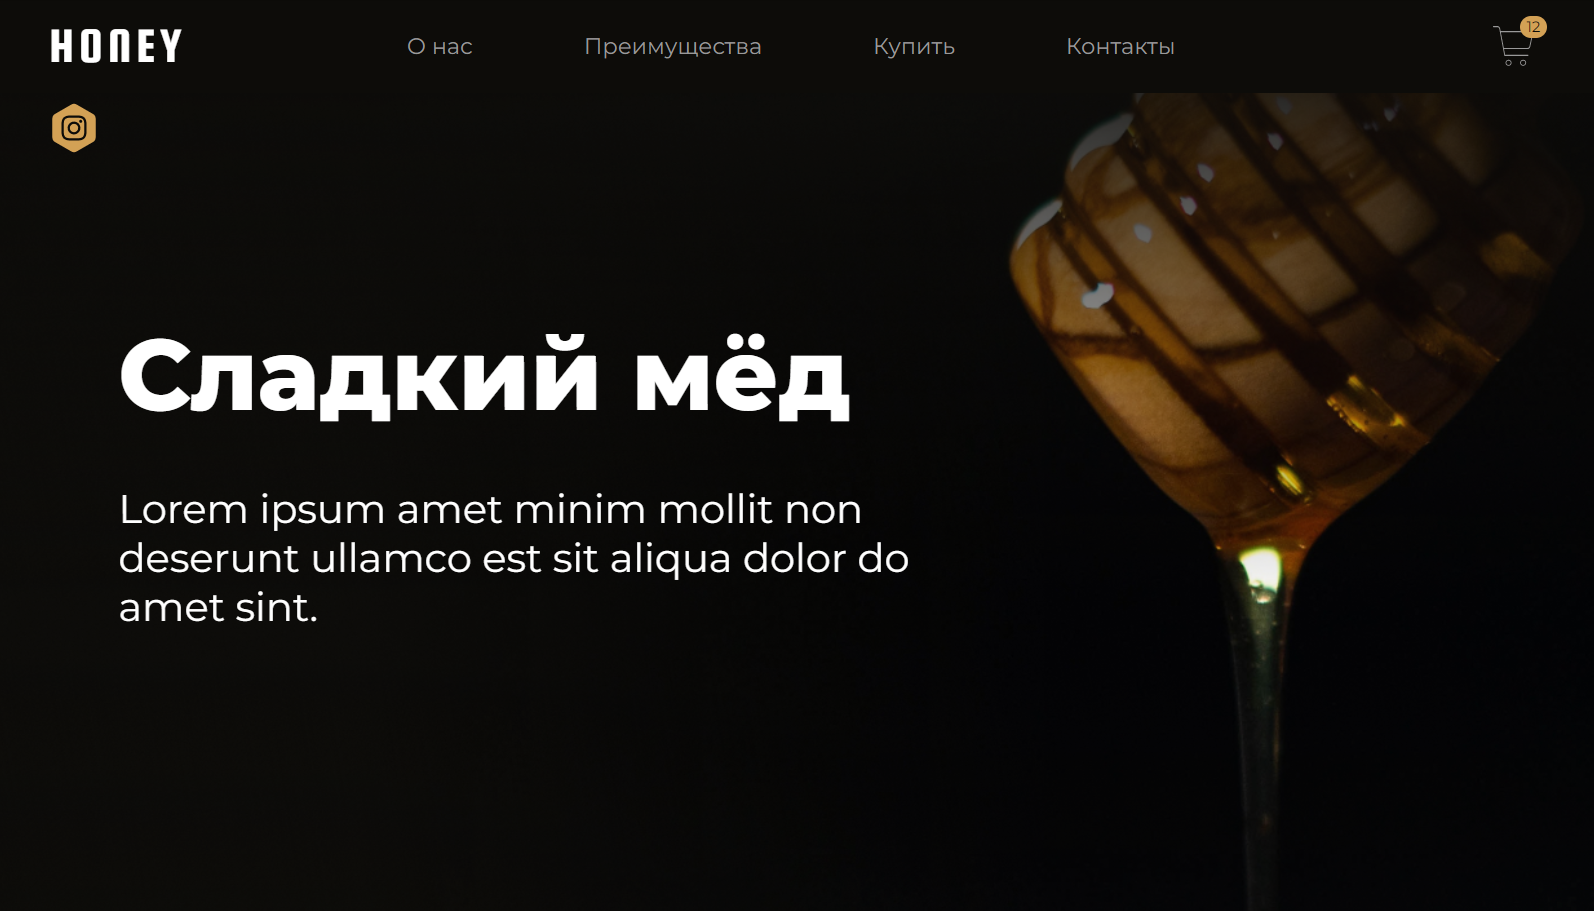 HONEY
О нас
Преимущества
Купить
Контакты
12
Сладкий мёд
Lorem ipsum amet minim mollit non
deserunt ullamco est sit aliqua dolor do
amet sint.